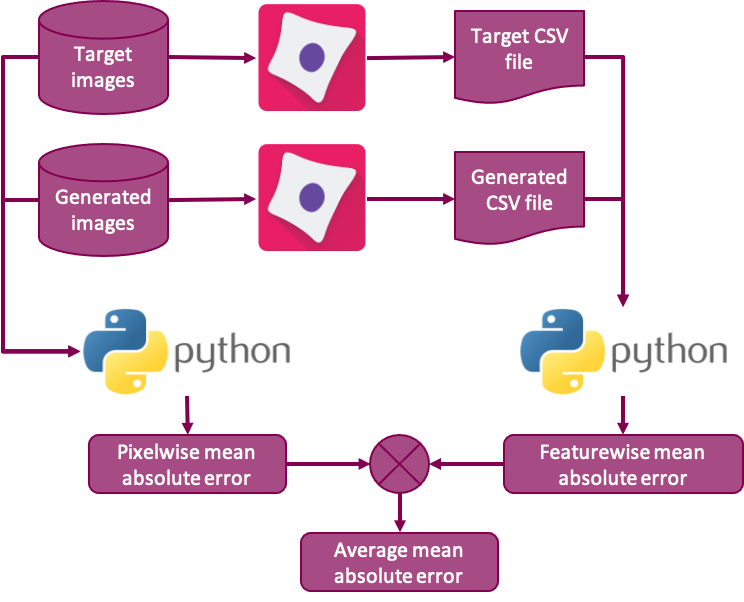 Target
images
Target CSV
file
Generated
images
Generated
CSV file
python
python
Pixelwise mean
absolute error
Featurewise mean
absolute error
Average mean
absolute error